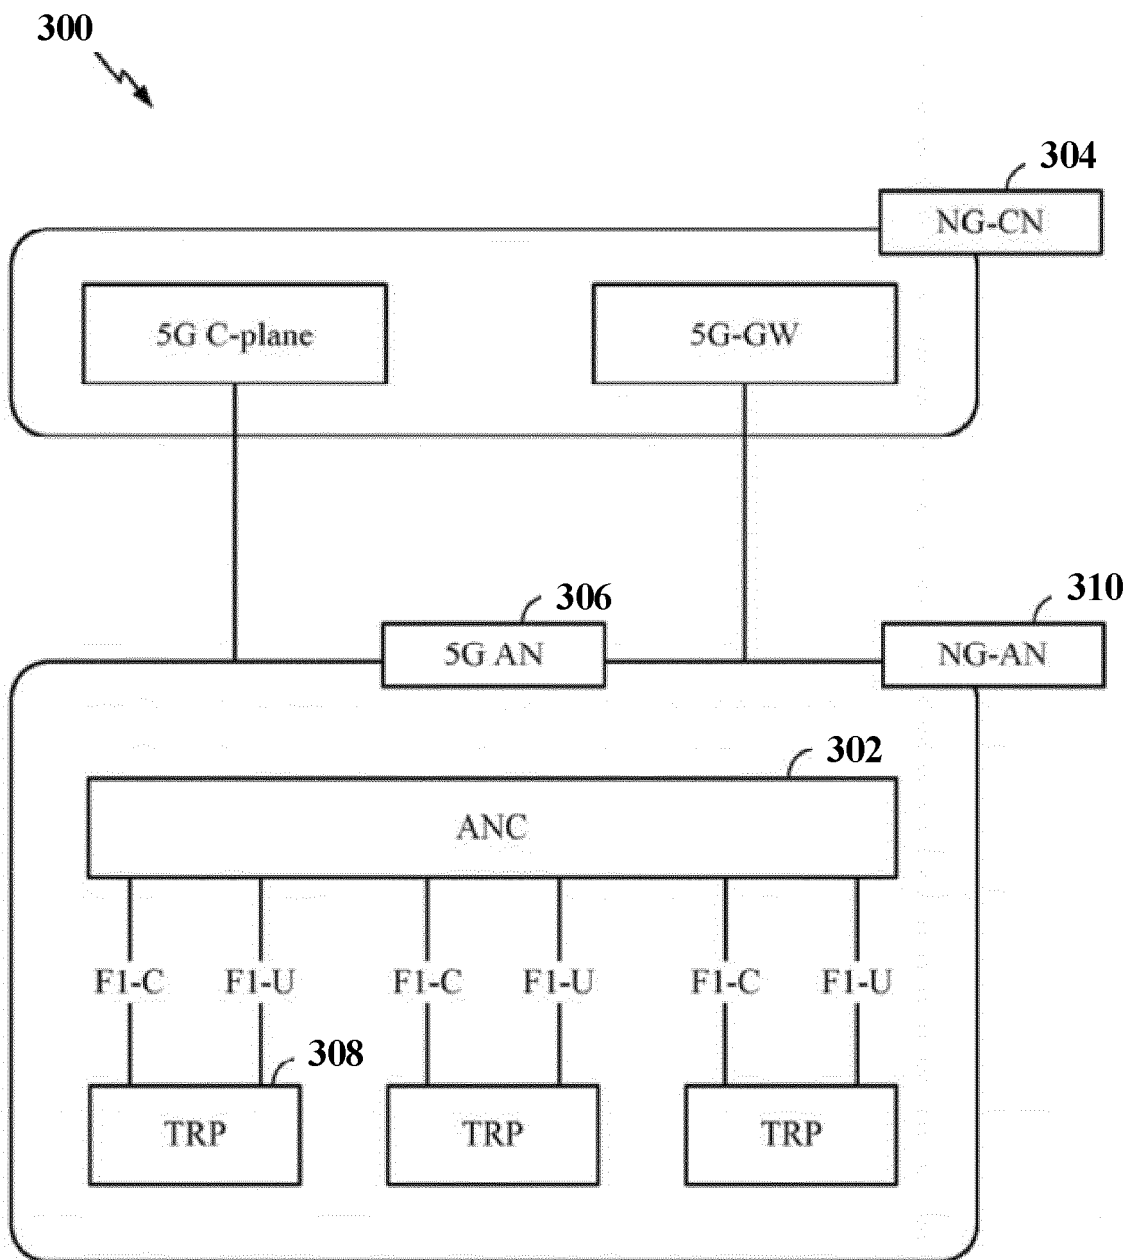 300
304
NG-CN
5G C-plane
5G-GW
306
310
5G AN
NG-AN
302
ANC
F1-C F1-U F1-C F1-U F1-C F1-U
308
TRP TRP TRP